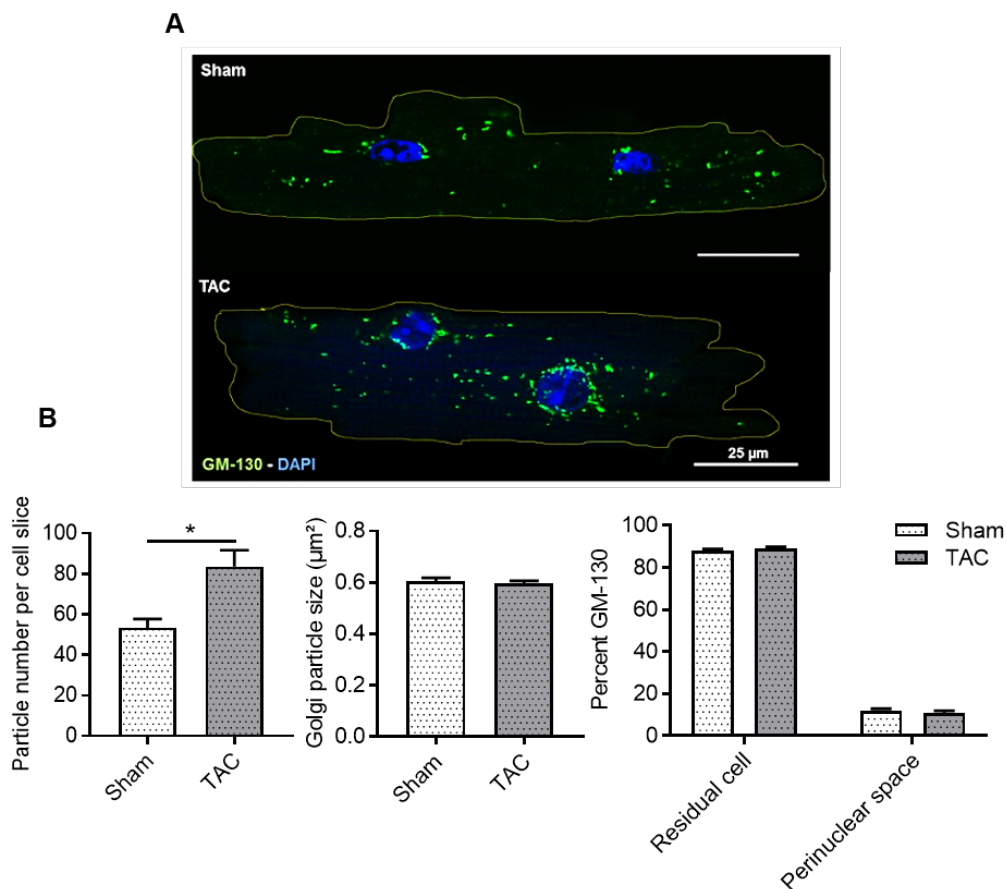 A
Sham
TAC
GM-130 - DAPI
25 µm
B
Particle number per cell slice
100
80
60
40
20
0
*
Sham
TAC
Golgi particle size (µm²)
0.8
0.6
0.4
0.2
0.0
Sham
TAC
Percent GM-130
100
80
60
40
20
0
Residual cell
Perinuclear space
Sham
TAC